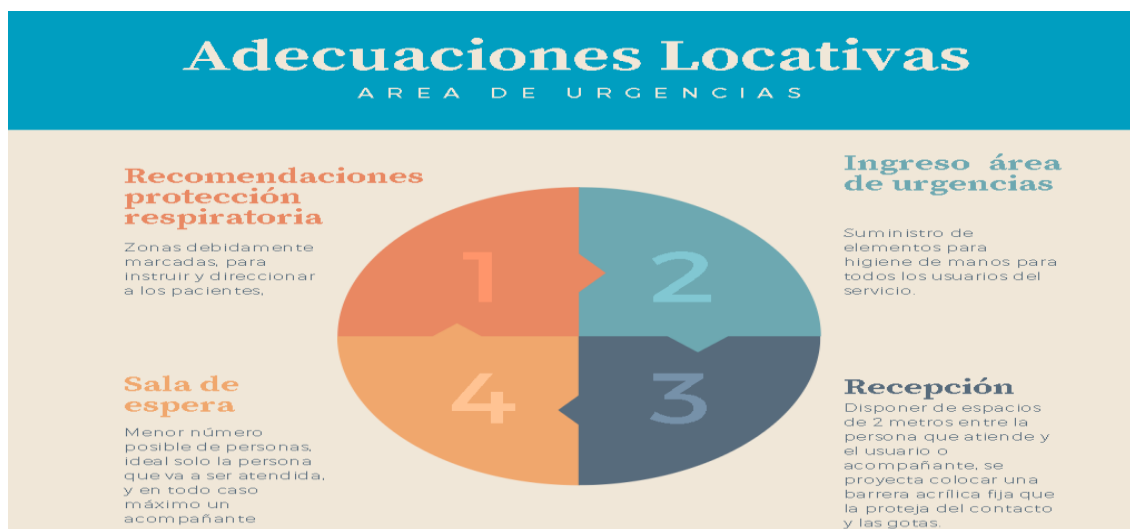 Adecuaciones Locativas
AREA DE URGENCIAS
Recomendaciones
protección
respiratoria
Zonas debidamente
marcadas, para
instruir y direccionar
a los pacientes,
1
2
Ingreso área
de urgencias
Suministro de
elementos para
higiene de manos para
todos los usuarios del
servicio.
Sala de
espera
Menor número
posible de personas,
ideal solo la persona
que va a ser atendida,
y en todo caso
máximo un
acompañante
4
3
Recepción
Disponer de espacios
de 2 metros entre la
persona que atiende y
el usuario o
acompañante, se
proyecta colocar una
barrera acrílica fija que
la proteja del contacto
y las gotas.